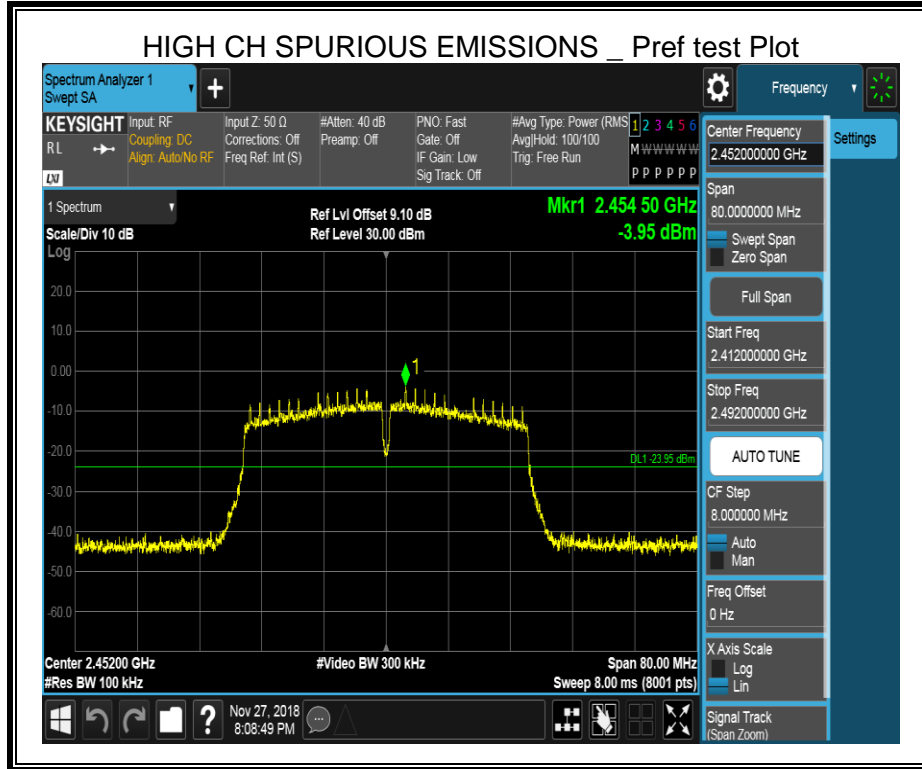 HIGH CH SPURIOUS EMISSIONS _ Pref test Plot
Spectrum Analyzer 1
Swept SA
+
Frequency
KEYSIGHT
RL
LXI
Input: RF
Coupling: DC
Align: Auto/No RF
Input Z: 50 Ω
Corrections: Off
Freq Ref: Int (S)
#Atten: 40 dB
Preamp: Off
PNO: Fast
Gate: Off
IF Gain: Low
Sig Track: Off
#Avg Type: Power (RMS
Avg|Hold: 100/100
Trig: Free Run
1 2 3 4 5 6
M W W W W W
P P P P P P
1 Spectrum
Scale/Div 10 dB
Log
Ref Lvl Offset 9.10 dB
Ref Level 30.00 dBm
Mkr1 2.454 50 GHz
-3.95 dBm
20.0
10.0
0.00
-10.0
-20.0
-30.0
-40.0
-50.0
-60.0
1
DL1 -23.95 dBm
Center 2.45200 GHz
#Res BW 100 kHz
#Video BW 300 kHz
Span 80.00 MHz
Sweep 8.00 ms (8001 pts)
Center Frequency
2.452000000 GHz
Settings
Span
80.0000000 MHz
Swept Span
Zero Span
Full Span
Start Freq
2.412000000 GHz
Stop Freq
2.492000000 GHz
AUTO TUNE
CF Step
8.000000 MHz
Auto
Man
Freq Offset
0 Hz
X Axis Scale
Log
Lin
Signal Track
(Span Zoom)
?
Nov 27, 2018
8:08:49 PM